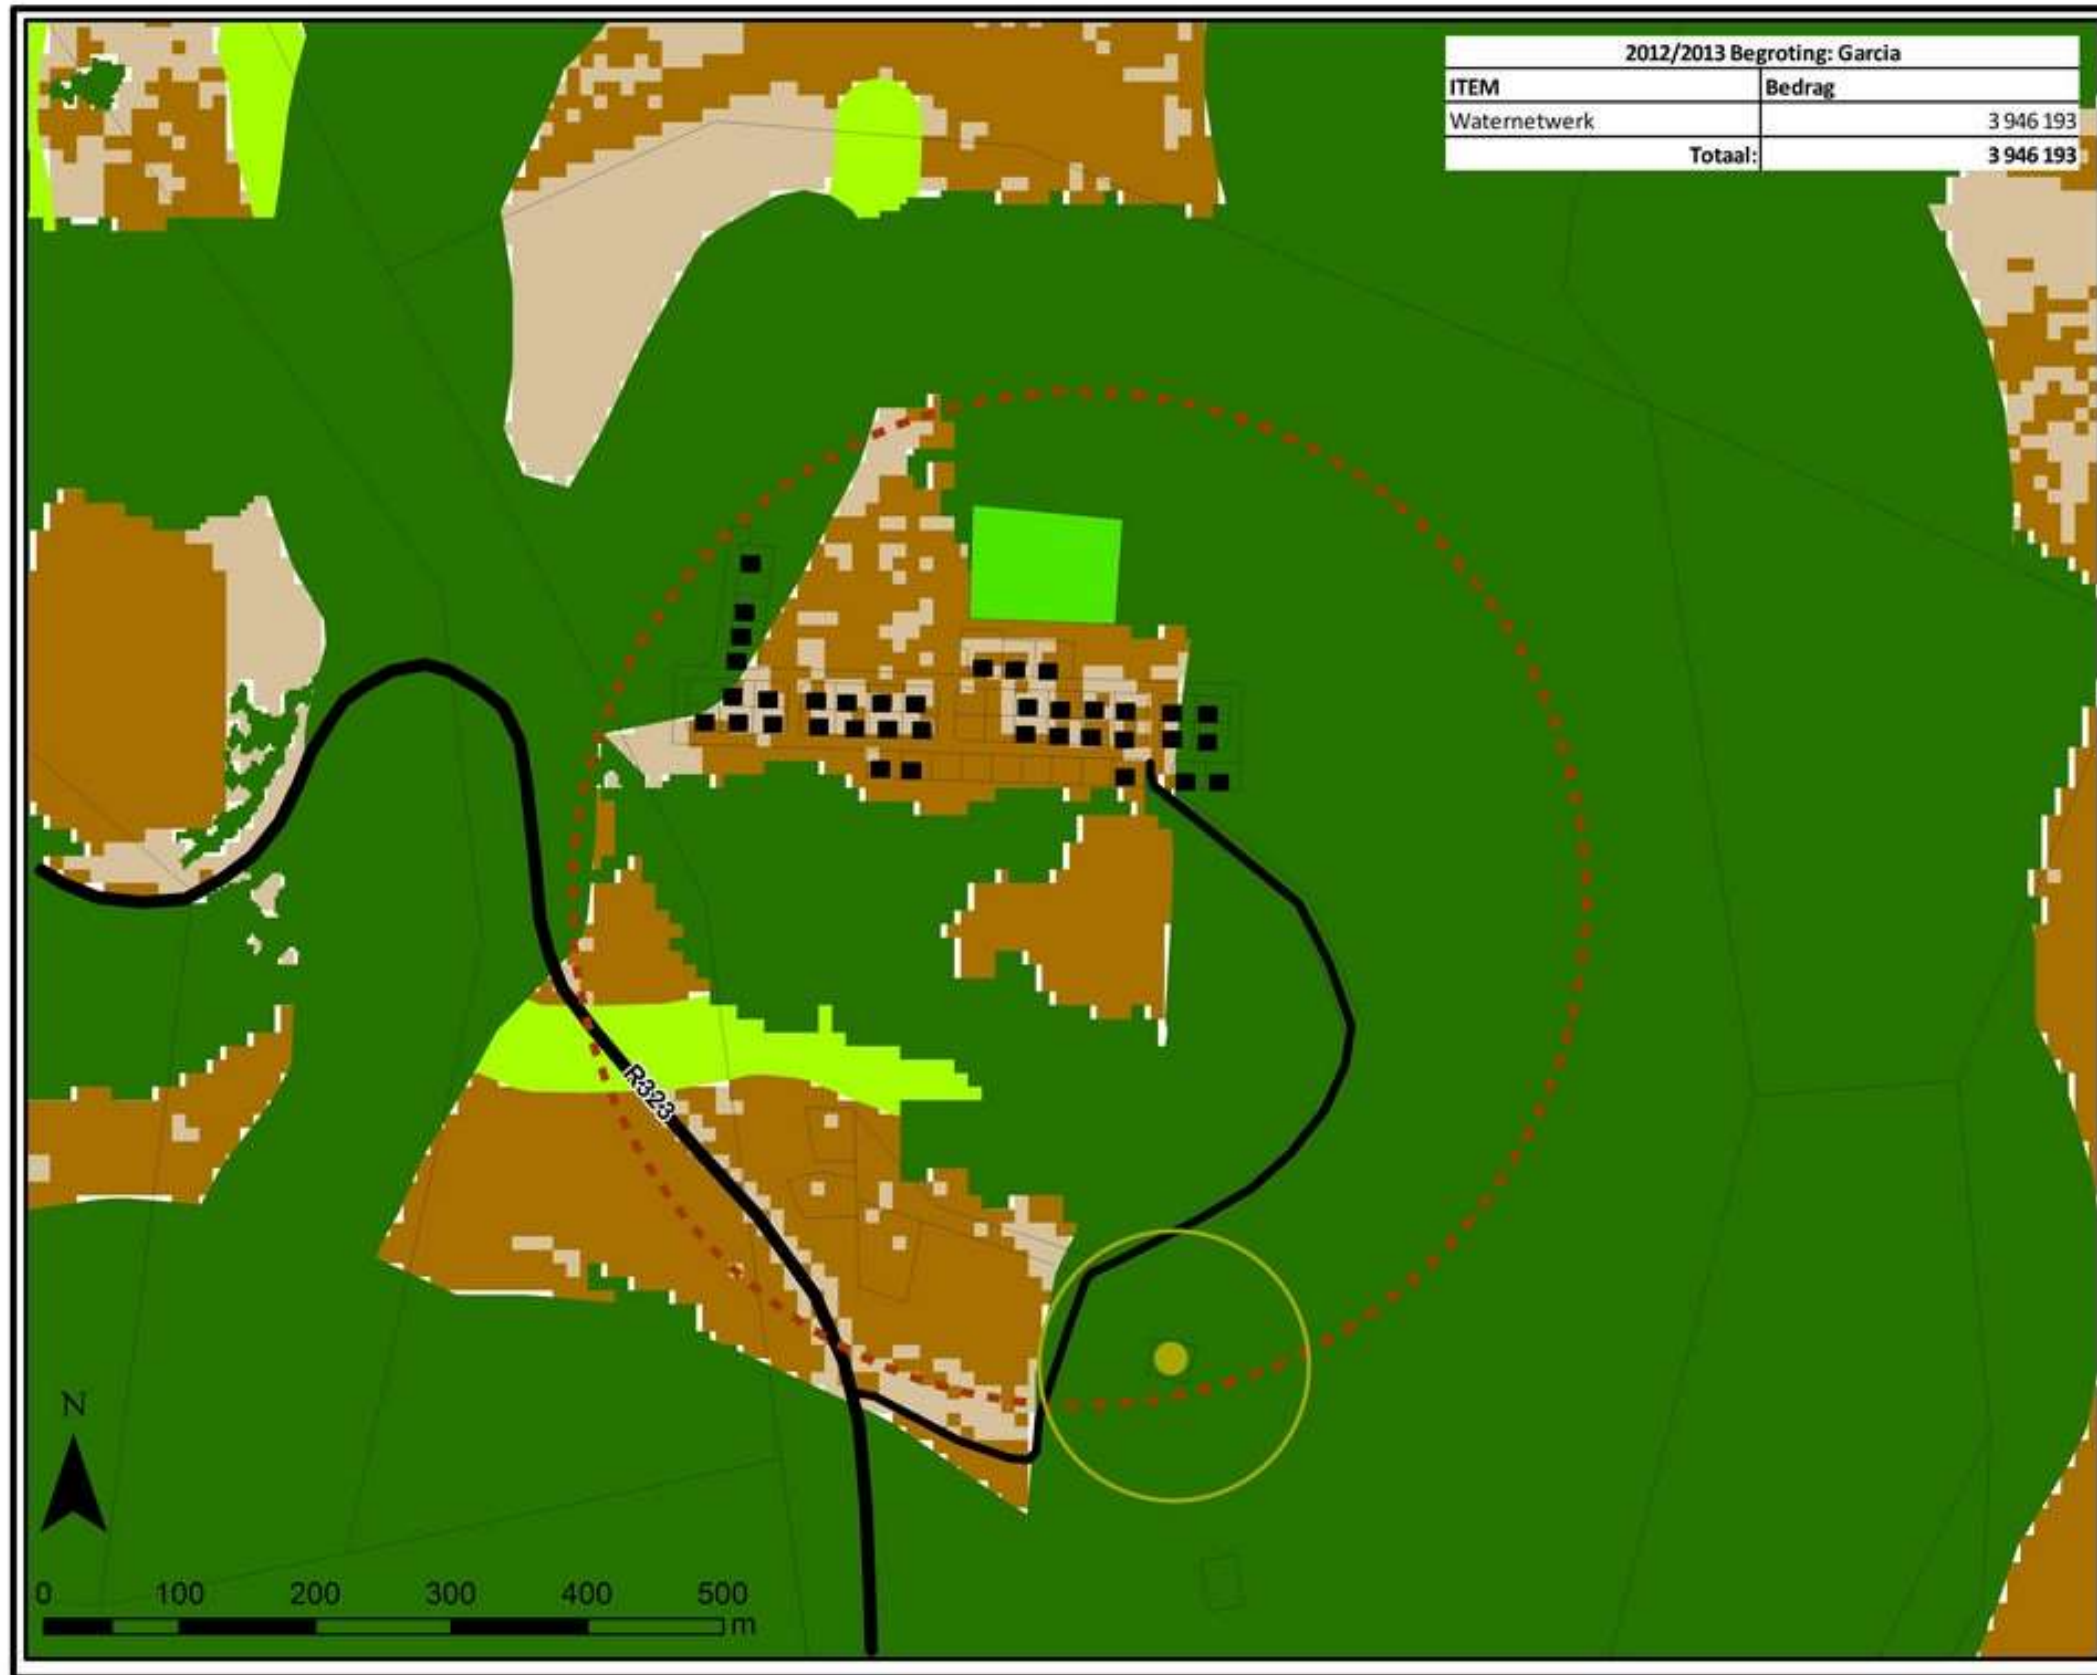 2012/2013 Begroting: Garcia
ITEM Bedrag
Waternetwerk 3 946 193
Totaal: 3 946 193
R323
N
0 100 200 300 400 500
m